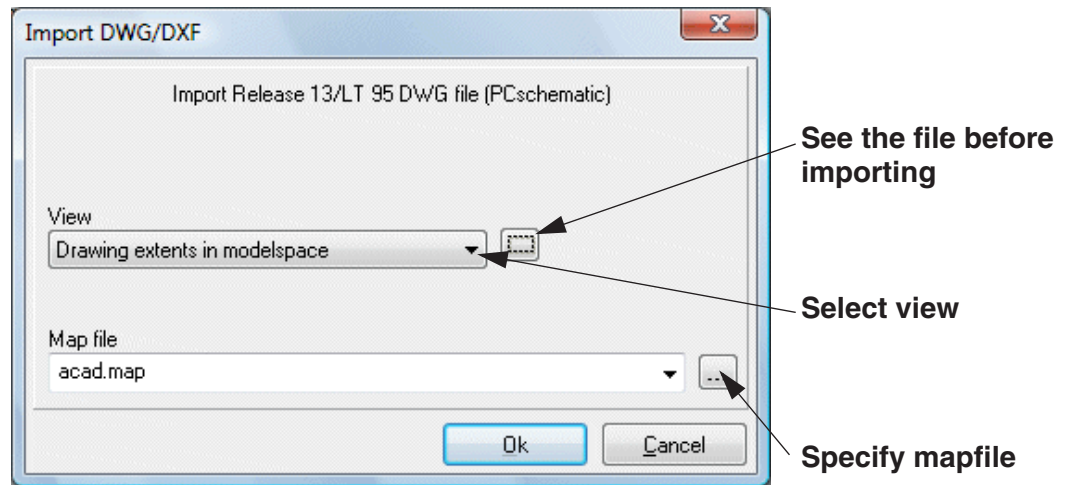 Import DWG/DXF
Import Release 13/LT 95 DWG file (PCschematic)
See the file before
importing
View
Drawing extents in modelspace
Select view
Map file
acad.map
...
Ok
Cancel
Specify mapfile